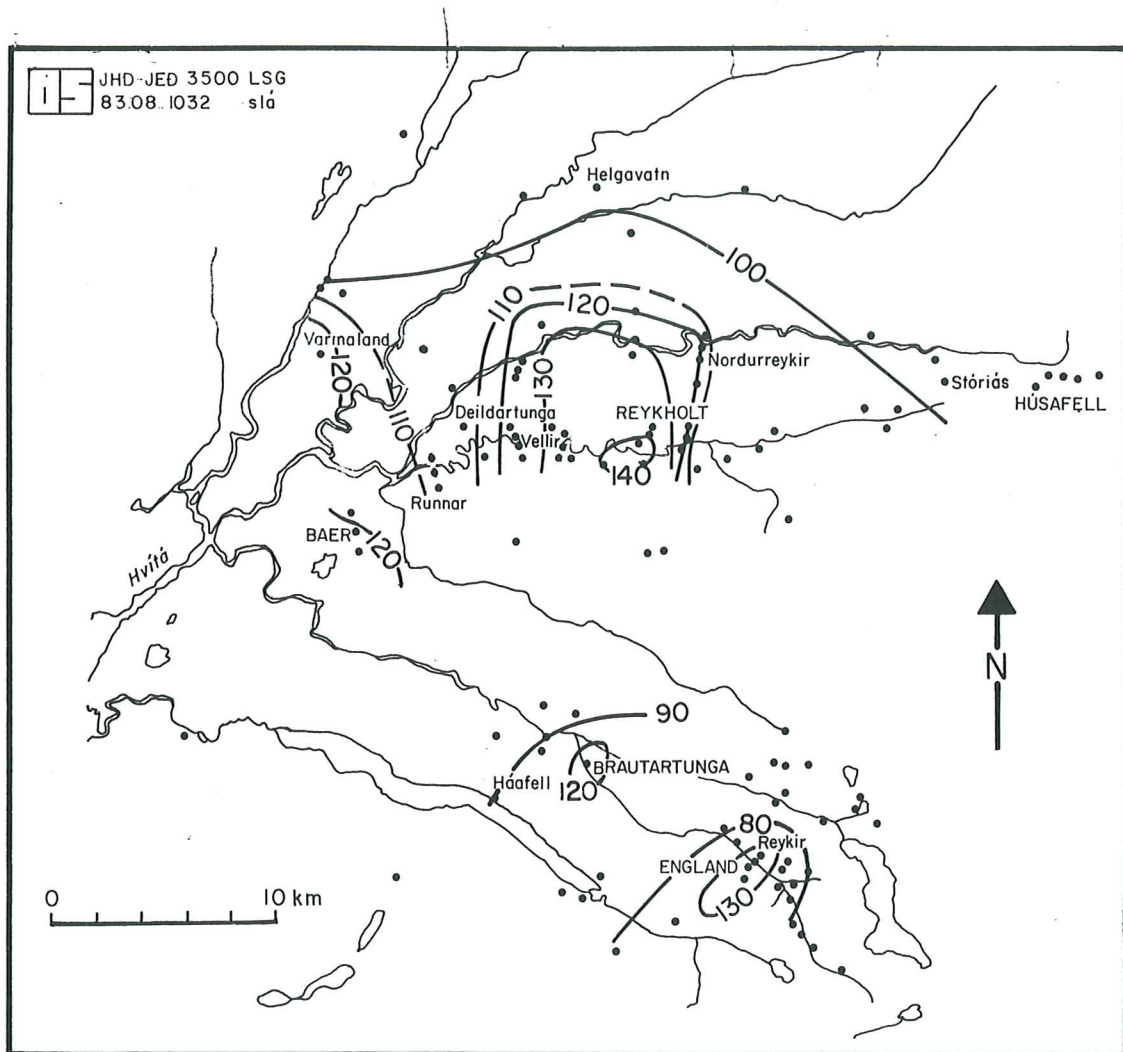 JHD-JED 3500 LSG
83.08.1032 slá
Helgavatn
100
110
120
Varmaland
120
130
Nordurreykir
Stóriás
HÚSAFELL
Deildartunga
REYKHOLT
110
Vellir
140
Runnar
BAER
120
Hvítá
N
90
BRAUTARTUNGA
Háafell
120
80
Reykir
ENGLAND
130
0 10 km